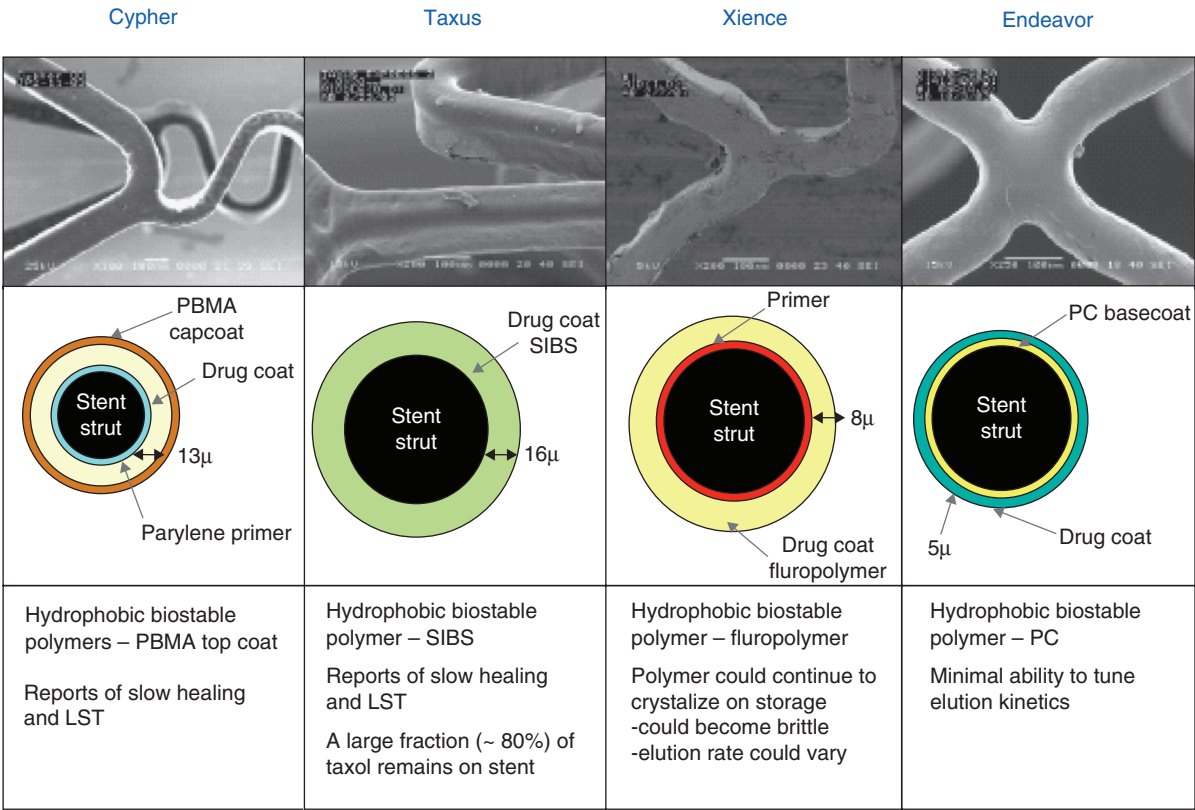 Cypher
Taxus
Xience
Endeavor
PBMA
capcoat
Drug coat
Stent
strut
13μ
Parylene primer
Drug coat
SIBS
Stent
strut
16μ
Primer
Stent
strut
8μ
Drug coat
fluropolymer
PC basecoat
Stent
strut
5μ
Drug coat
Hydrophobic biostable
polymers – PBMA top coat
Reports of slow healing
and LST
Hydrophobic biostable
polymer – SIBS
Reports of slow healing
and LST
A large fraction (~ 80%) of
taxol remains on stent
Hydrophobic biostable
polymer – fluropolymer
Polymer could continue to
crystalize on storage
-could become brittle
-elution rate could vary
Hydrophobic biostable
polymer – PC
Minimal ability to tune
elution kinetics